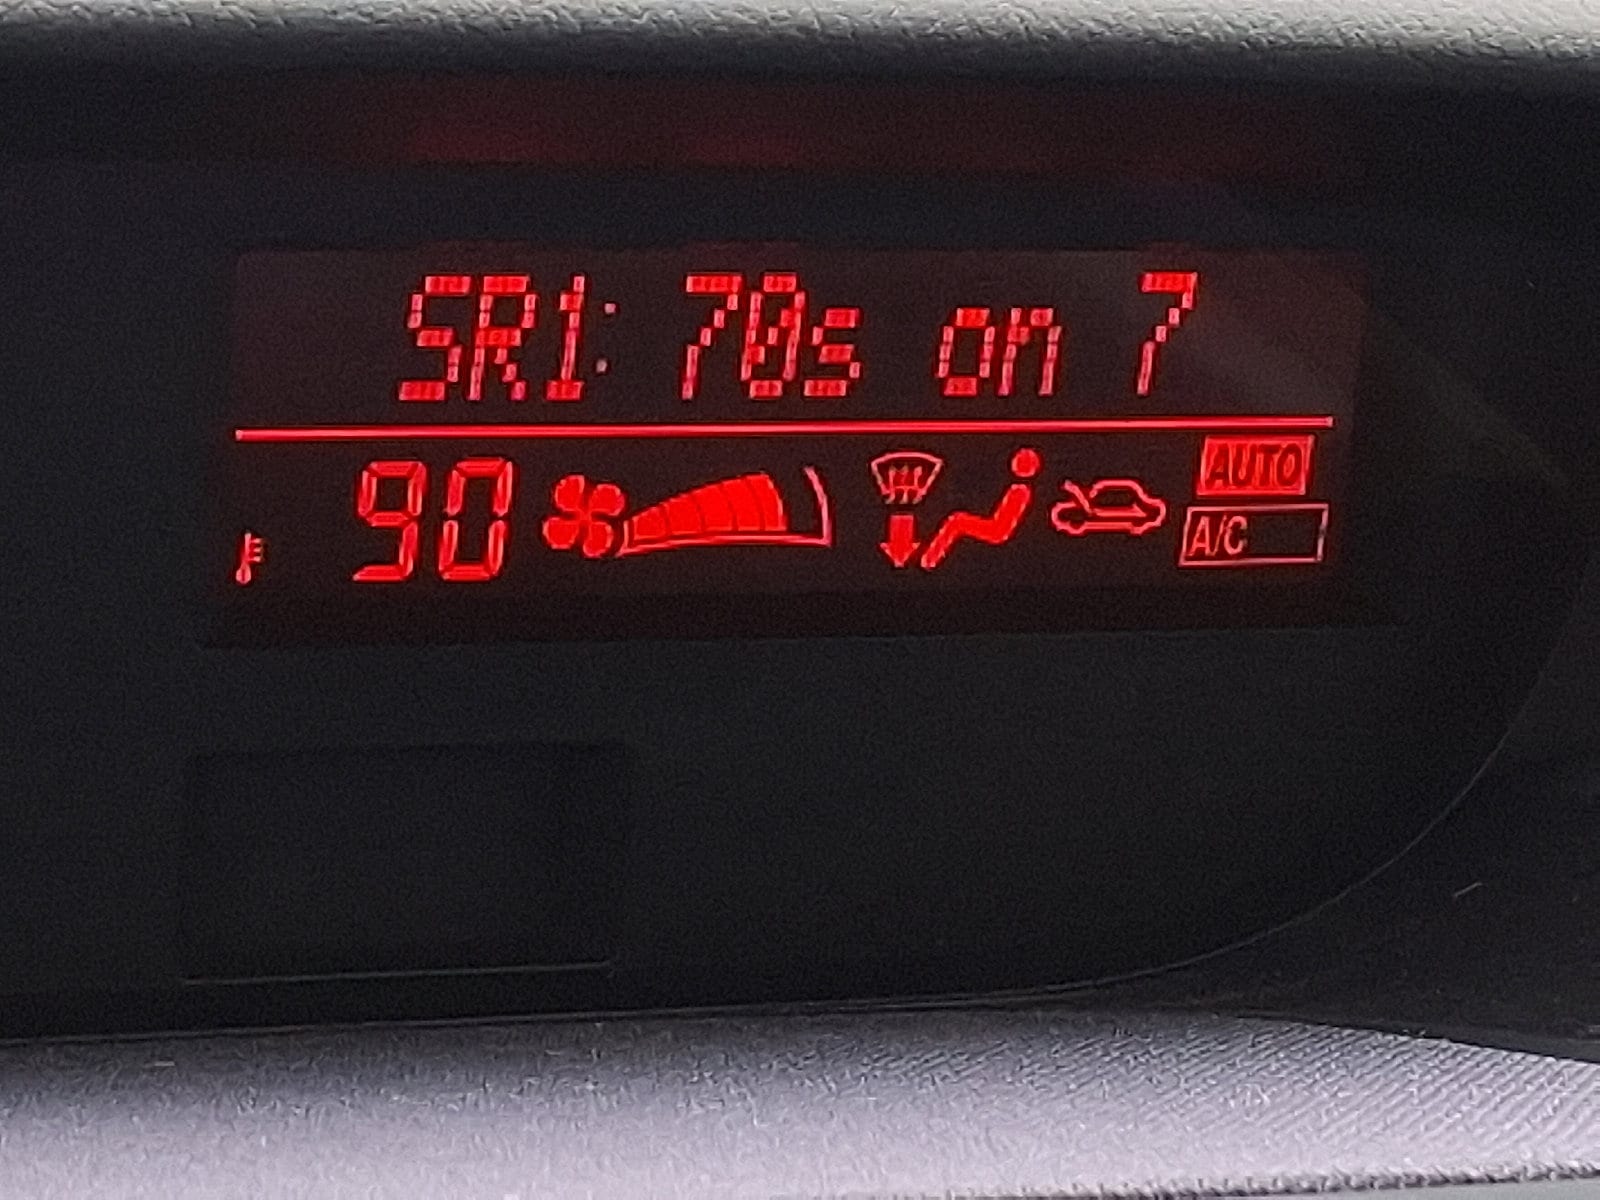 SR1: 70s on 7
90 AUTO
A/C